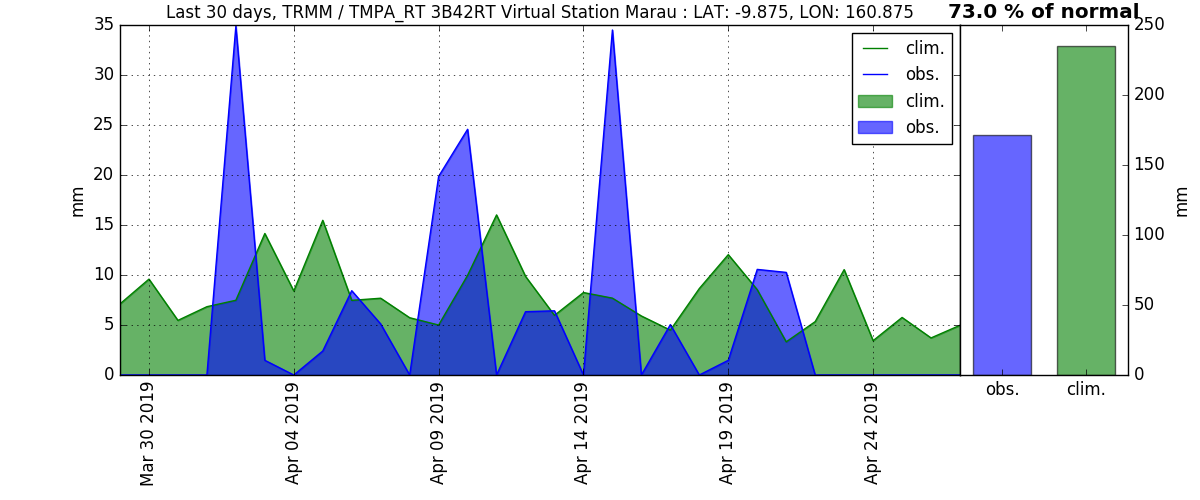 Last 30 days, TRMM / TMPA_RT 3B42RT Virtual Station Marau : LAT: -9.875, LON: 160.875
73.0 % of normal
35
30
25
20
15
10
5
0
mm
clim.
obs.
clim.
obs.
Mar 30 2019
Apr 04 2019
Apr 09 2019
Apr 14 2019
Apr 19 2019
Apr 24 2019
250
200
150
100
50
0
mm
obs.
clim.